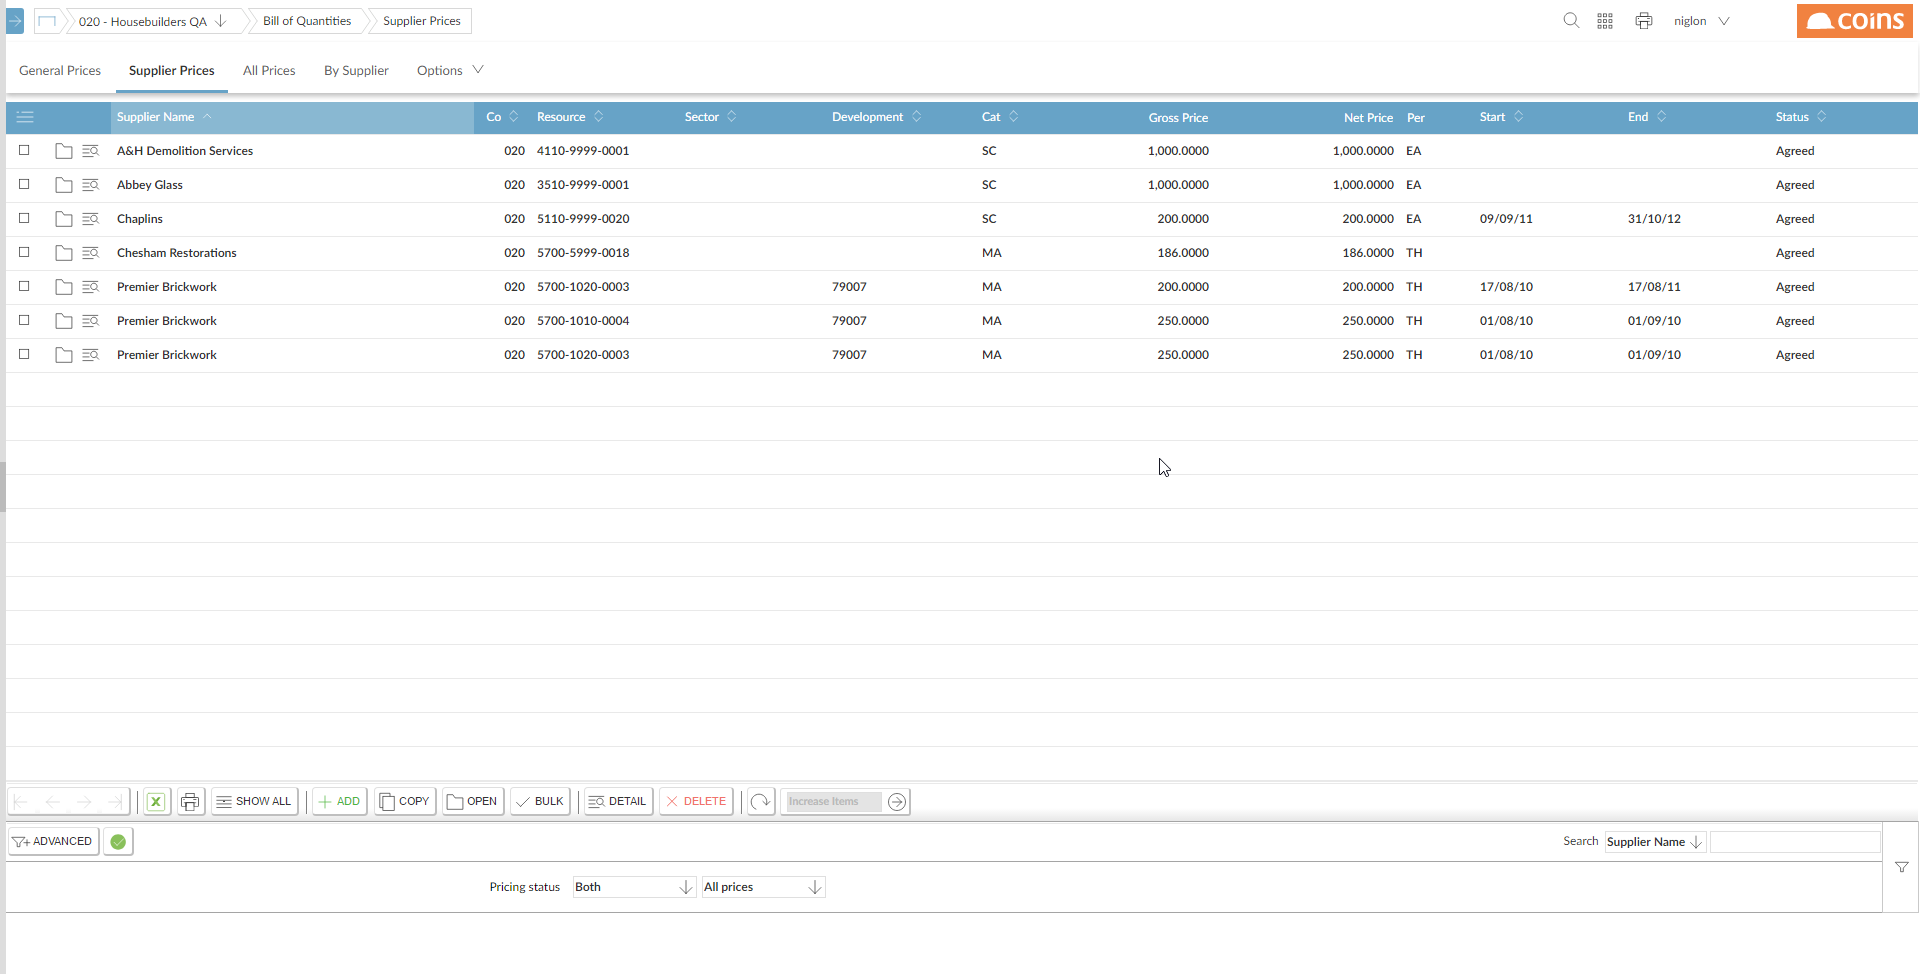 020 - Housebuilders QA Bill of Quantities Supplier Prices niglon coins
General Prices Supplier Prices All Prices By Supplier Options
Supplier Name Co Resource Sector Development Cat Gross Price Net Price Per Start End Status
A&H Demolition Services 020 4110-9999-0001 SC 1,000.0000 1,000.0000 EA Agreed
Abbey Glass 020 3510-9999-0001 SC 1,000.0000 1,000.0000 EA Agreed
Chaplins 020 5110-9999-0020 SC 200.0000 200.0000 EA 09/09/11 31/10/12 Agreed
Chesham Restorations 020 5700-5999-0018 MA 186.0000 186.0000 TH Agreed
Premier Brickwork 020 5700-1020-0003 79007 MA 200.0000 200.0000 TH 17/08/10 17/08/11 Agreed
Premier Brickwork 020 5700-1010-0004 79007 MA 250.0000 250.0000 TH 01/08/10 01/09/10 Agreed
Premier Brickwork 020 5700-1020-0003 79007 MA 250.0000 250.0000 TH 01/08/10 01/09/10 Agreed
SHOW ALL ADD COPY OPEN BULK DETAIL DELETE Increase Items
ADVANCED Search Supplier Name
Pricing status Both All prices